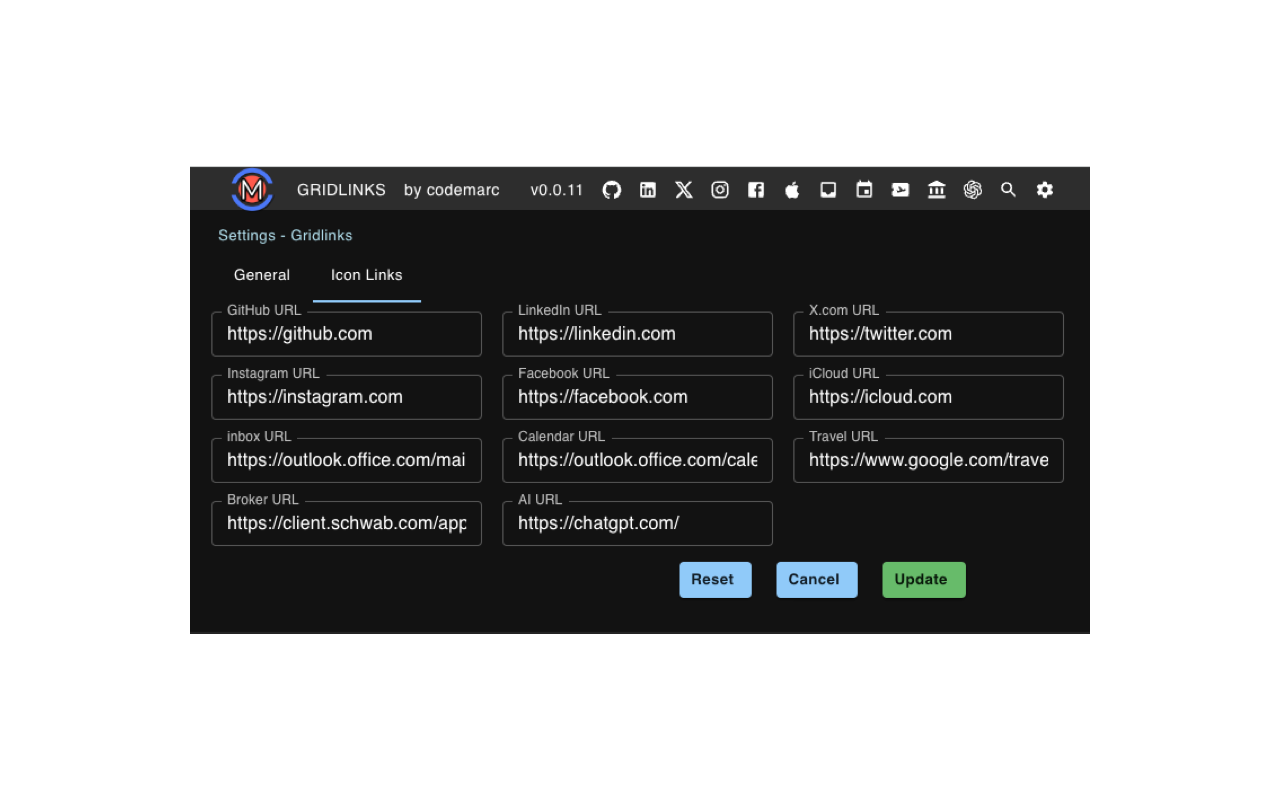 M GRIDLINKS by codemarc v0.0.11
Settings - Gridlinks
General Icon Links
GitHub URL LinkedIn URL X.com URL
https://github.com https://linkedin.com https://twitter.com
Instagram URL Facebook URL iCloud URL
https://instagram.com https://facebook.com https://icloud.com
inbox URL Calendar URL Travel URL
https://outlook.office.com/mai https://outlook.office.com/cale https://www.google.com/trave
Broker URL AI URL
https://client.schwab.com/app https://chatgpt.com/
Reset Cancel Update